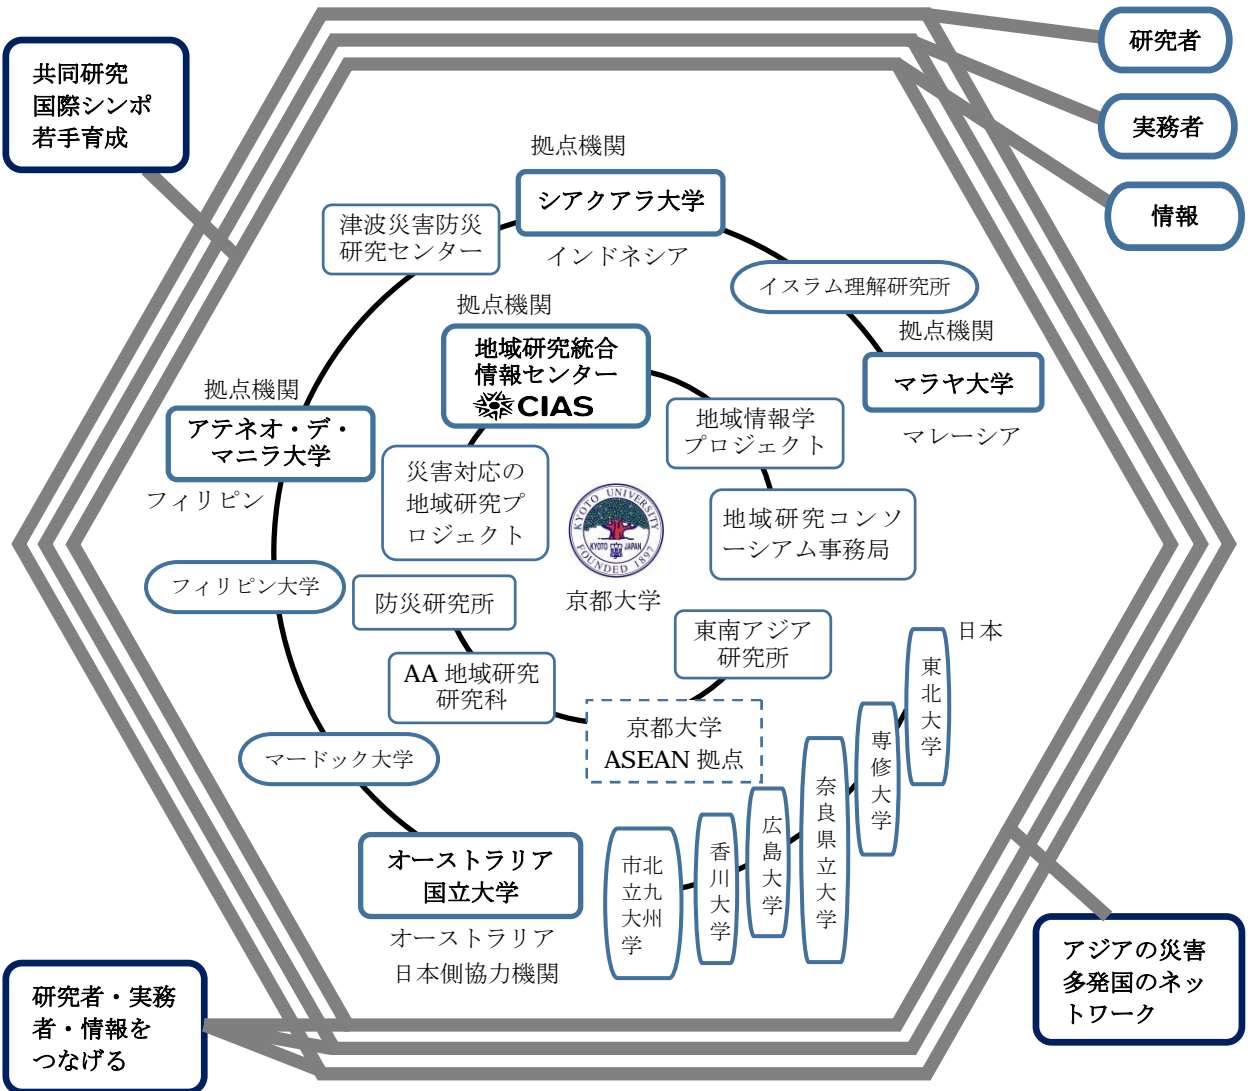 研究者
実務者
情報
共同研究
国際シンポ
若手育成
拠点機関
シアクアラ大学
インドネシア
津波災害防災
研究センター
イスラム理解研究所
拠点機関
マラヤ大学
マレーシア
拠点機関
地域研究統合
情報センター
CIAS
地域情報学
プロジェクト
地域研究コンソ
ーシアム事務局
災害対応の
地域研究プ
ロジェクト
拠点機関
アテネオ・デ・
マニラ大学
フィリピン
KYOTO UNIVERSITY
KYOTO JAPAN
FOUNDED 1897
京都大学
フィリピン大学
防災研究所
AA 地域研究
研究科
東南アジア
研究所
京都大学
ASEAN 拠点
日本
東北大学
専修大学
奈良県立大学
広島大学
香川大学
北九州
市立大学
マードック大学
オーストラリア
国立大学
オーストラリア
日本側協力機関
研究者・実務
者・情報を
つなげる
アジアの災害
多発国のネッ
トワーク